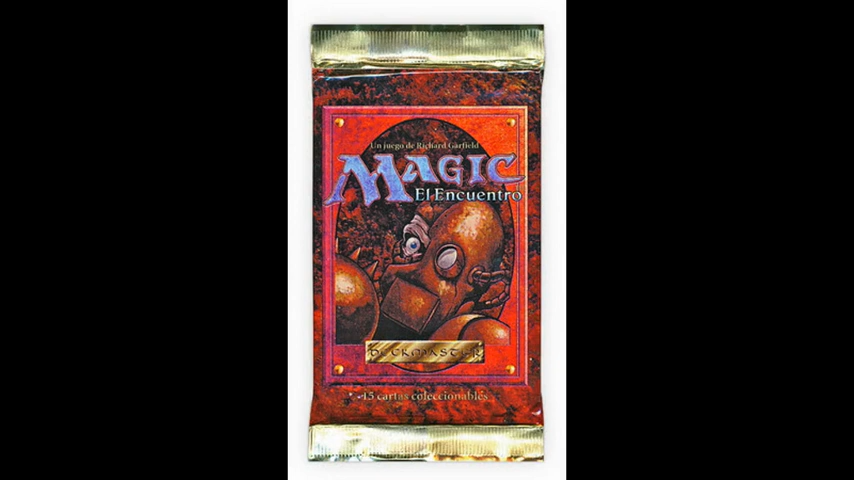 Un juego de Richard Garfield
MAGIC
El Encuentro
DECKMASTER
15 cartas coleccionables